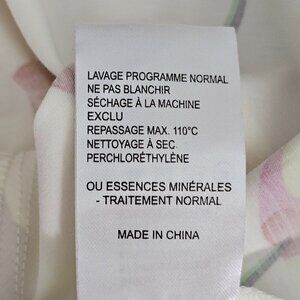 LAVAGE PROGRAMME NORMAL
NE PAS BLANCHIR
SÉCHAGE À LA MACHINE
EXCLU
REPASSAGE MAX. 110°C
NETTOYAGE À SEC
PERCHLORÉTHYLÈNE
OU ESSENCES MINÉRALES
- TRAITEMENT NORMAL
MADE IN CHINA